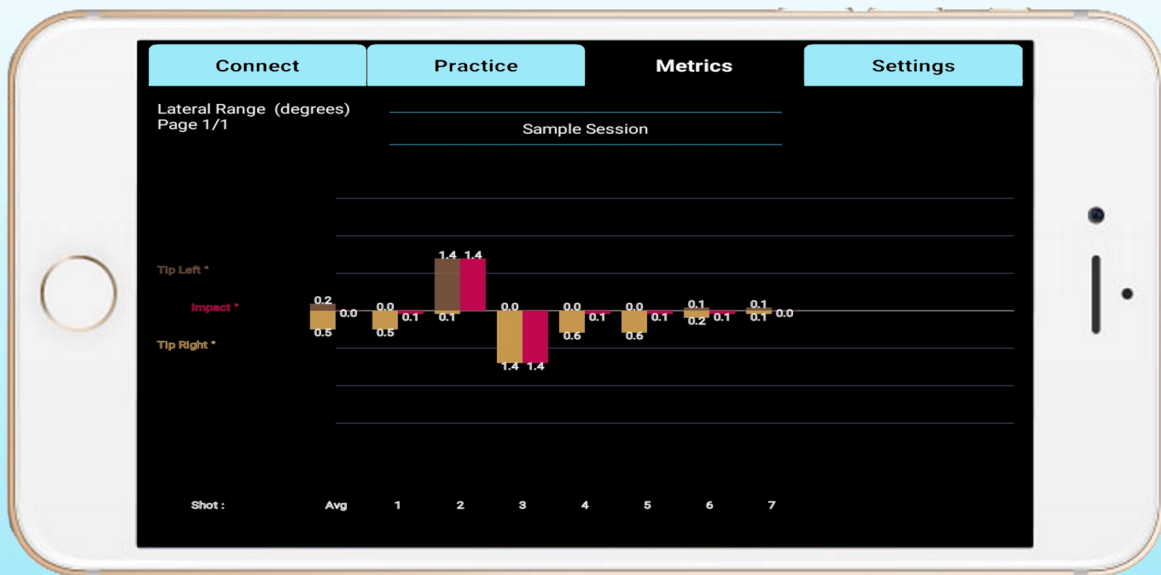 Connect Practice Metrics Settings
Lateral Range (degrees)
Page 1/1
Sample Session
1.4 1.4
Tip Left °
0.2 0.0 0.0 0.0 0.0 0.1 0.1
Impact °
0.0 0.1 0.1 0.1 0.1 0.1 0.0
0.5 0.5 0.1 0.6 0.6 0.2
Tip Right °
1.4 1.4
Shot : Avg 1 2 3 4 5 6 7